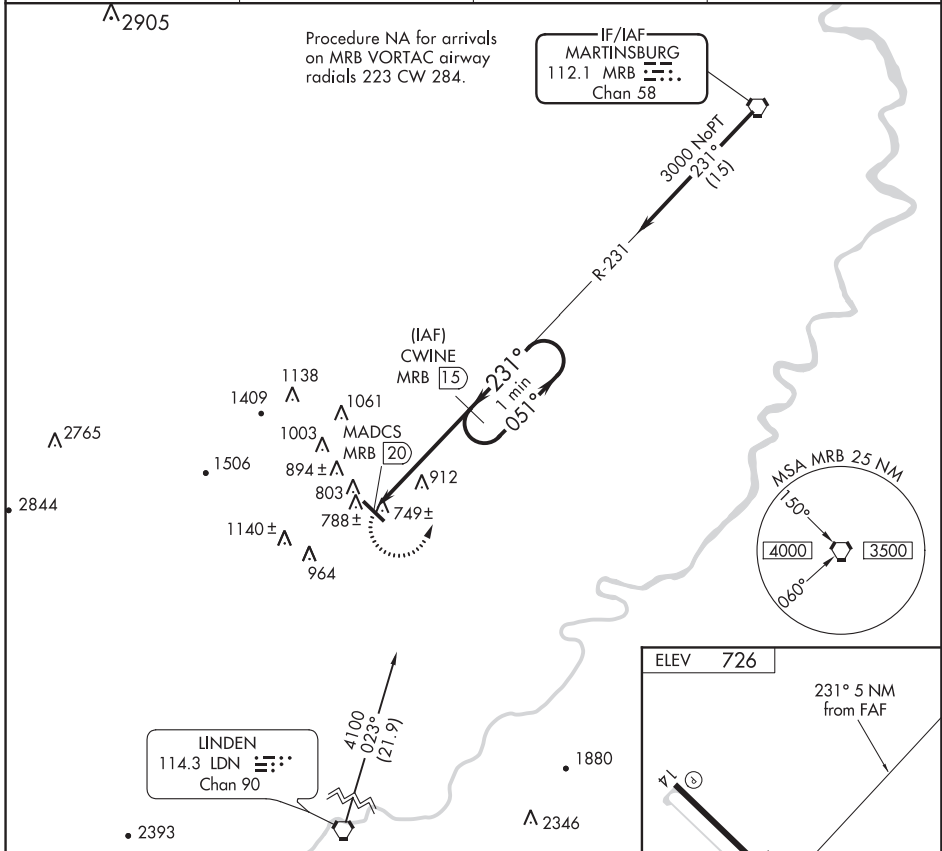 2905
Procedure NA for arrivals
on MRB VORTAC airway
radials 223 CW 284.
IF/IAF
MARTINSBURG
112.1 MRB
Chan 58
3000 NoPT
231°
(15)
R-231
(IAF)
CWINE
MRB 15
231°
1 min
051°
1138
1409
1061
1003
MADCS
MRB 20
2765
894±
1506
912
803
2844
788±
749±
1140±
964
MSA MRB 25 NM
150°
4000
3500
060°
ELEV 726
231° 5 NM
from FAF
14
P
4100
023°
(21.9)
LINDEN
114.3 LDN
Chan 90
1880
2346
2393